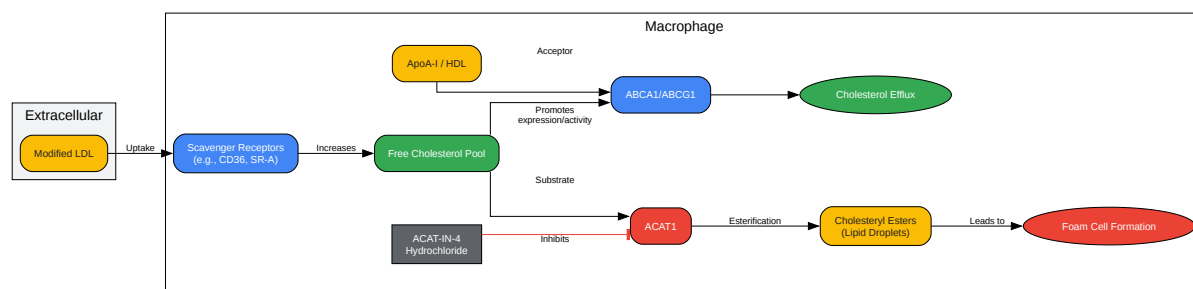 Macrophage
Extracellular
Modified LDL
Uptake
Scavenger Receptors
(e.g., CD36, SR-A)
Increases
Free Cholesterol Pool
ApoA-I / HDL
Acceptor
Promotes
expression/activity
ABCA1/ABCG1
Cholesterol Efflux
Substrate
ACAT-IN-4
Hydrochloride
Inhibits
ACAT1
Esterification
Cholesteryl Esters
(Lipid Droplets)
Leads to
Foam Cell Formation